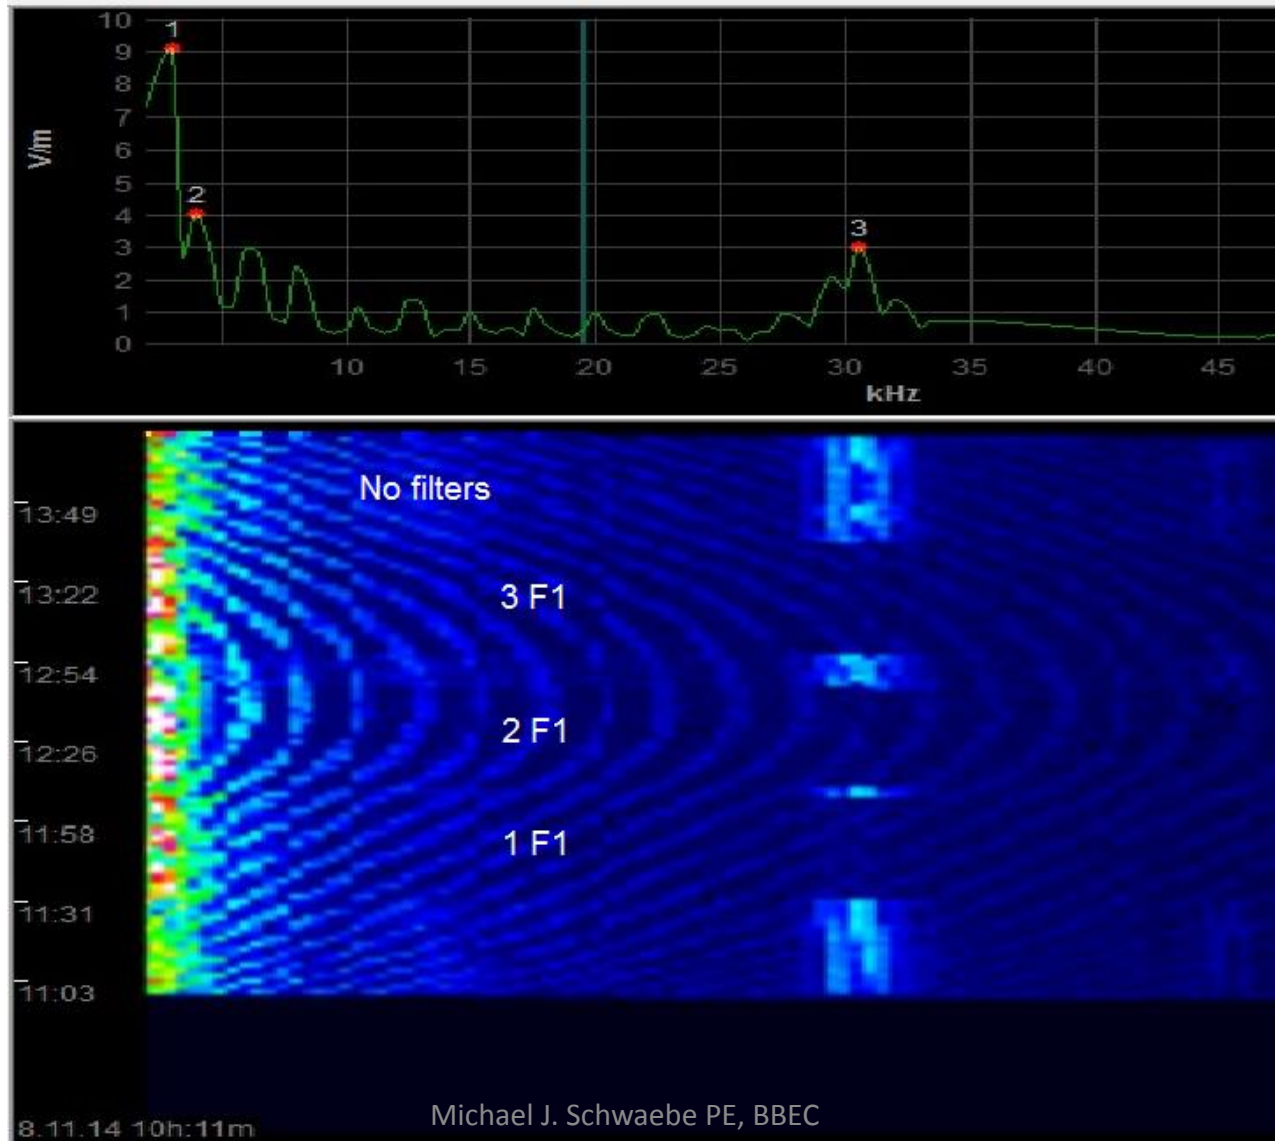 10
9
8
7
6
5
4
3
2
1
0
V/m
1
2
3
10 15 20 25 30 35 40 45
kHz
No filters
13:49
13:22
3 F1
12:54
2 F1
12:26
11:58
1 F1
11:31
11:03
Michael J. Schwaebe PE, BBEC
8.11.14 10h:11m